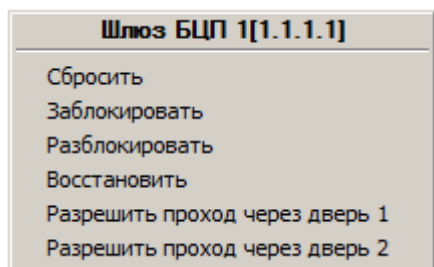 Шлюз БЦП 1[1.1.1.1]
Сбросить
Заблокировать
Разблокировать
Восстановить
Разрешить проход через дверь 1
Разрешить проход через дверь 2